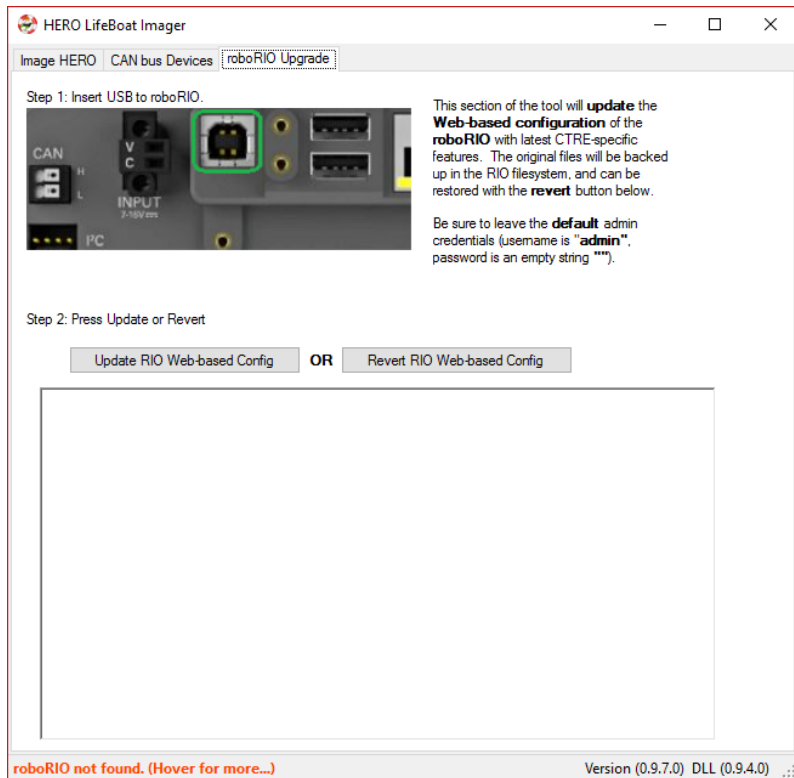 HERO LifeBoat Imager
Image HERO CAN bus Devices roboRIO Upgrade
Step 1: Insert USB to roboRIO.
CAN
H
L
V
C
INPUT
7-16V
I²C
This section of the tool will update the
Web-based configuration of the
roboRIO with latest CTRE-specific
features. The original files will be backed
up in the RIO filesystem, and can be
restored with the revert button below.
Be sure to leave the default admin
credentials (username is "admin",
password is an empty string "").
Step 2: Press Update or Revert
Update RIO Web-based Config OR Revert RIO Web-based Config
roboRIO not found. (Hover for more...) Version (0.9.7.0) DLL (0.9.4.0)